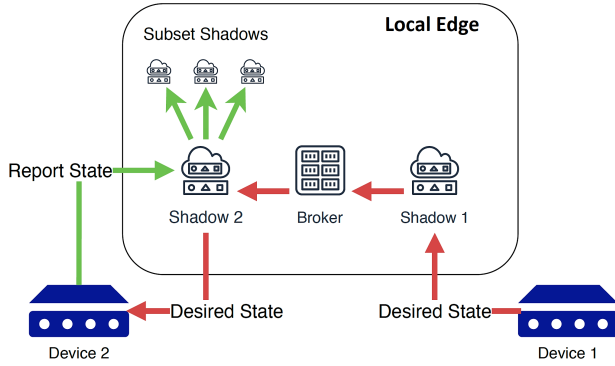 Local Edge
Subset Shadows
Report State
Shadow 2
Broker
Shadow 1
Desired State
Desired State
Device 2
Device 1